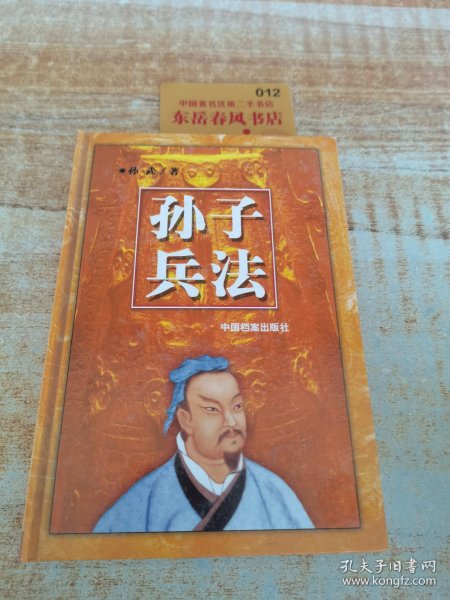 012
中国著名优质二手书店
东岳春风书店
孙武/著
孙子
兵法
中国档案出版社
孔夫子旧书网
www.kongfz.com